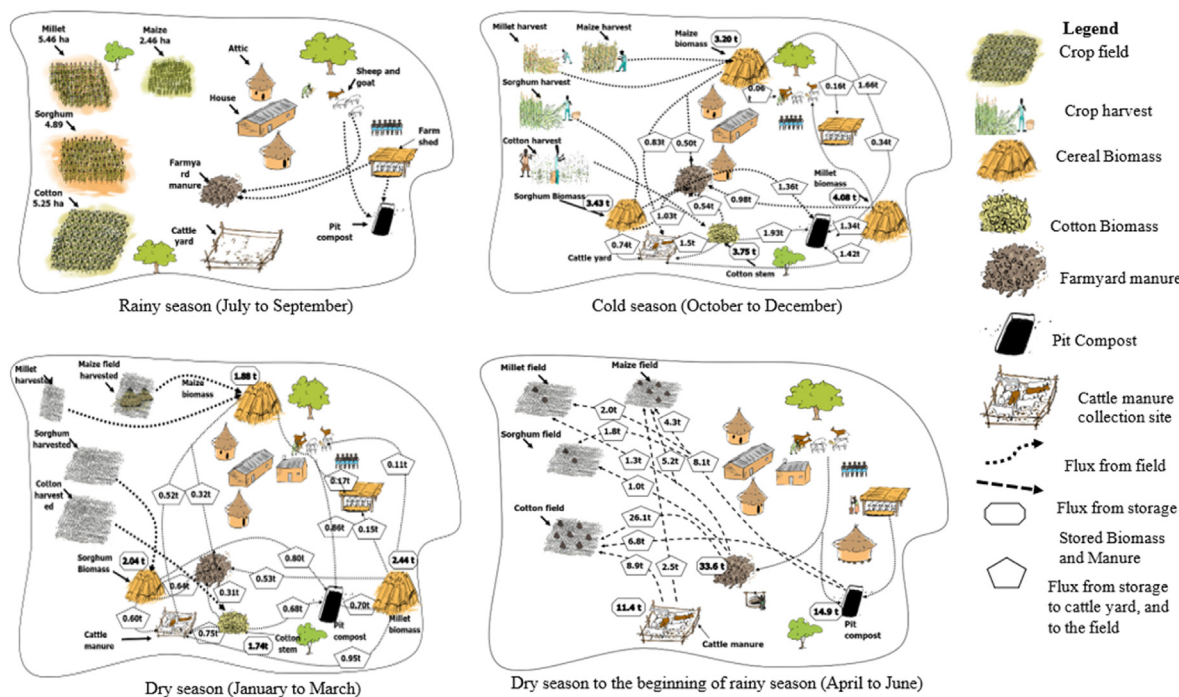 Millet
5.46 ha
Maize
2.46 ha
Attic
Sheep and
goat
House
Sorghum
4.89
Farm
shed
Farmya
rd
manure
Cotton
5.25 ha
Cattle
yard
Pit
compost
Rainy season (July to September)
Millet harvest
Maize harvest
Maize
biomass
3.20 t
Sorghum harvest
0.06
0.16t
1.66t
Cotton harvest
0.83t
0.50t
0.34t
Millet
biomass
1.36t
Sorghum Biomass
3.43 t
0.98t
4.08 t
0.54t
1.03t
1.34t
1.93t
0.74t
1.5t
Cattle yard
3.75 t
1.42t
Cotton stem
Cold season (October to December)
Millet
harvested
Maize field
harvested
Maize
biomass
1.88 t
Sorghum
harvested
0.11t
Cotton
harvest
ed
0.52t
0.32t
0.17t
0.86t
0.15t
Sorghum
Biomass
2.04 t
0.80t
2.44 t
0.64t
0.53t
0.31t
0.60t
0.68t
0.70t
Cattle
manure
0.75t
1.74t
Cotton
stem
Pit
compost
Millet
biomass
0.95t
Dry season (January to March)
Millet field
Maize field
2.0t
4.3t
1.8t
Sorghum field
1.3t
5.2t
8.1t
1.0t
Cotton field
26.1t
6.8t
8.9t
2.5t
33.6 t
11.4 t
14.9 t
Pit
compost
Cattle manure
Dry season to the beginning of rainy season (April to June)
Legend
Crop field
Crop harvest
Cereal Biomass
Cotton Biomass
Farmyard manure
Pit Compost
Cattle manure
collection site
Flux from field
Flux from storage
Stored Biomass
and Manure
Flux from storage
to cattle yard, and
to the field